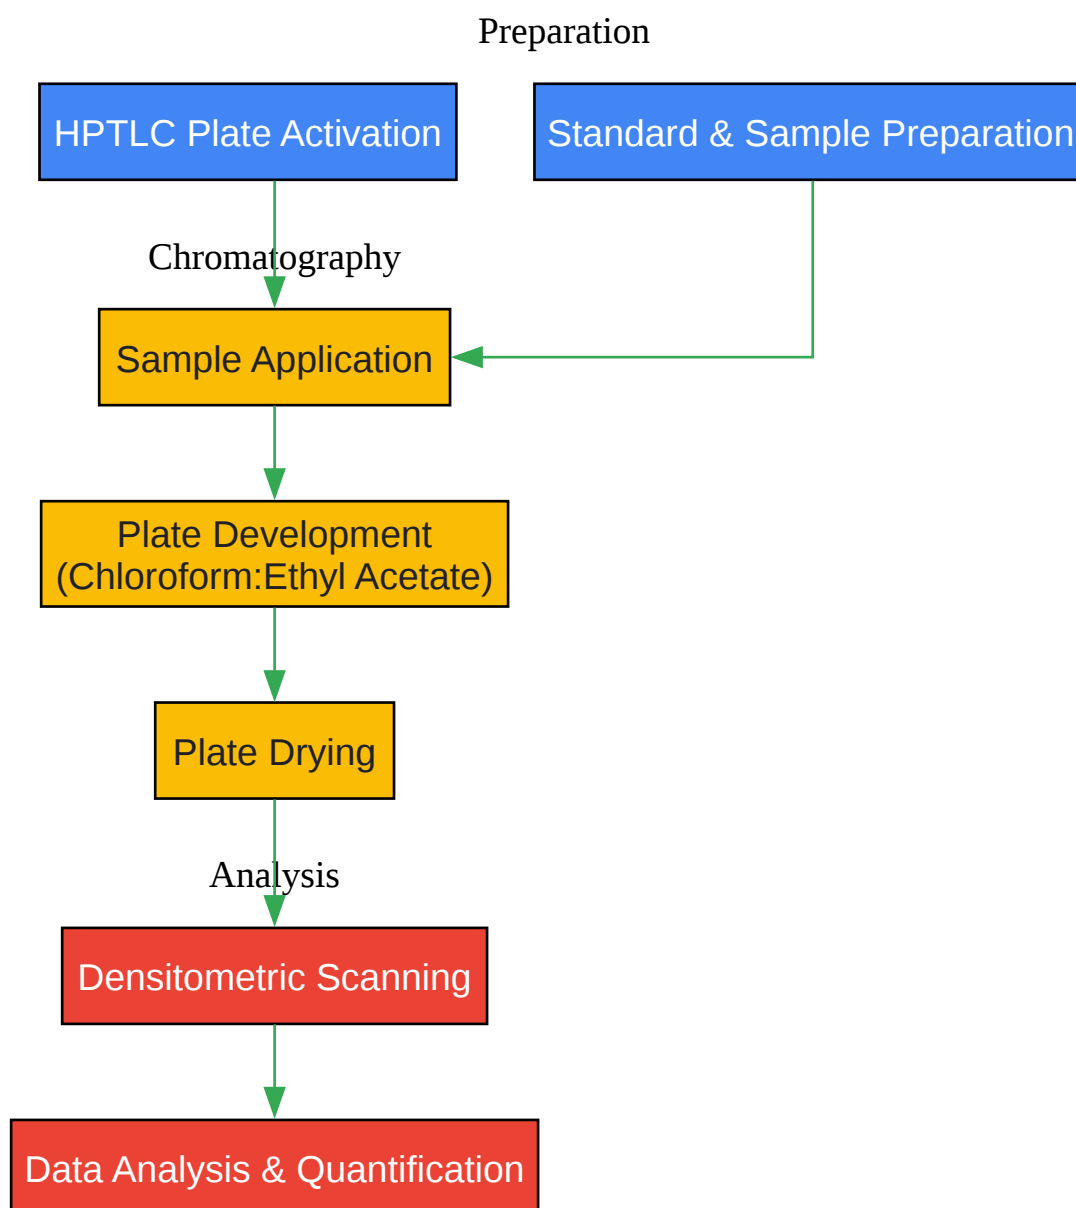 Preparation
HPTLC Plate Activation
Standard & Sample Preparation
Chromatography
Sample Application
Plate Development
(Chloroform:Ethyl Acetate)
Plate Drying
Analysis
Densitometric Scanning
Data Analysis & Quantification